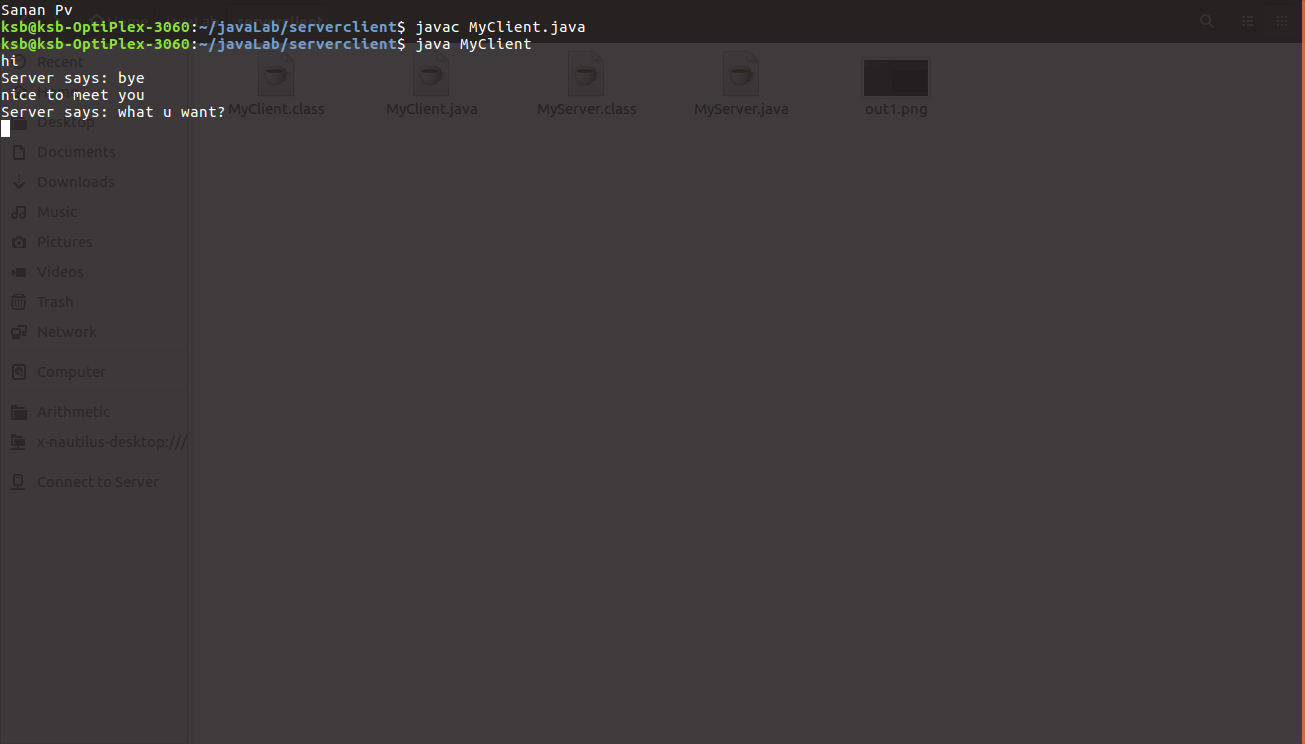 Sanan Pv
ksb@ksb-OptiPlex-3060:~/javaLab/serverclient$ javac MyClient.java
ksb@ksb-OptiPlex-3060:~/javaLab/serverclient$ java MyClient
hi
Server says: bye
nice to meet you
Server says: what u want?
Recent
Desktop
Documents
Downloads
Music
Pictures
Videos
Trash
Network
Computer
Arithmetic
x-nautilus-desktop:///
Connect to Server
MyClient.class
MyClient.java
MyServer.class
MyServer.java
out1.png